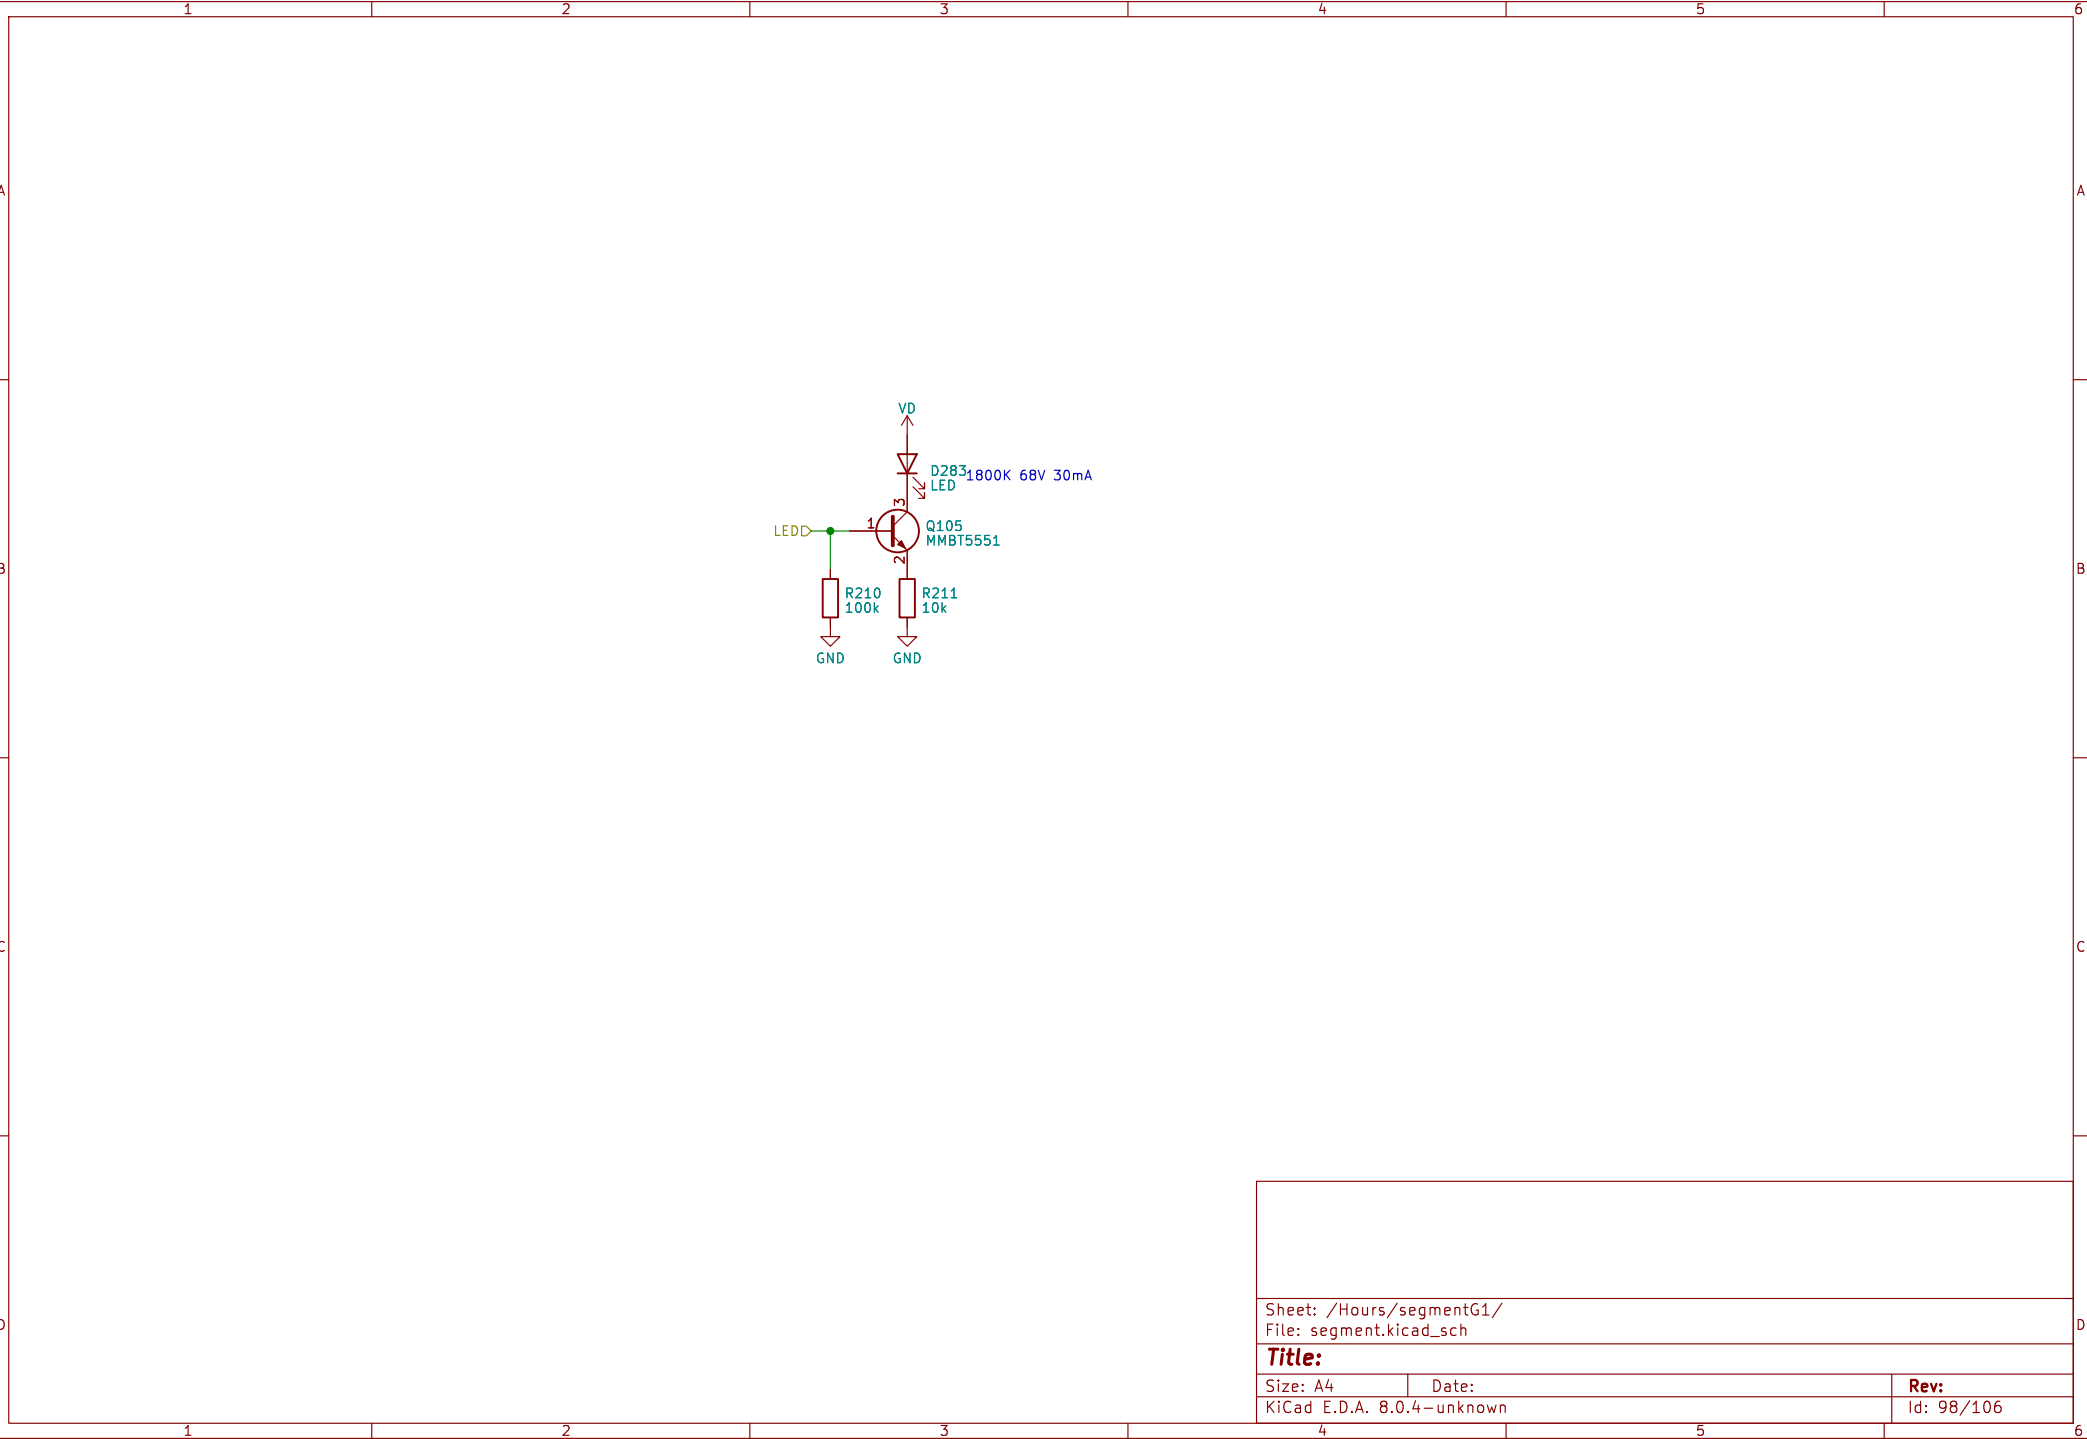 1 2 3 4 5 6
A A
VD
D283
LED
1800K 68V 30mA
3
LED
1
Q105
MMBT5551
2
B B
R210
100k
R211
10k
GND
GND
C C
Sheet: /Hours/segmentG1/
File: segment.kicad_sch
D D
Title:
Size: A4
Date:
Rev:
KiCad E.D.A. 8.0.4-unknown
Id: 98/106
1 2 3 4 5 6